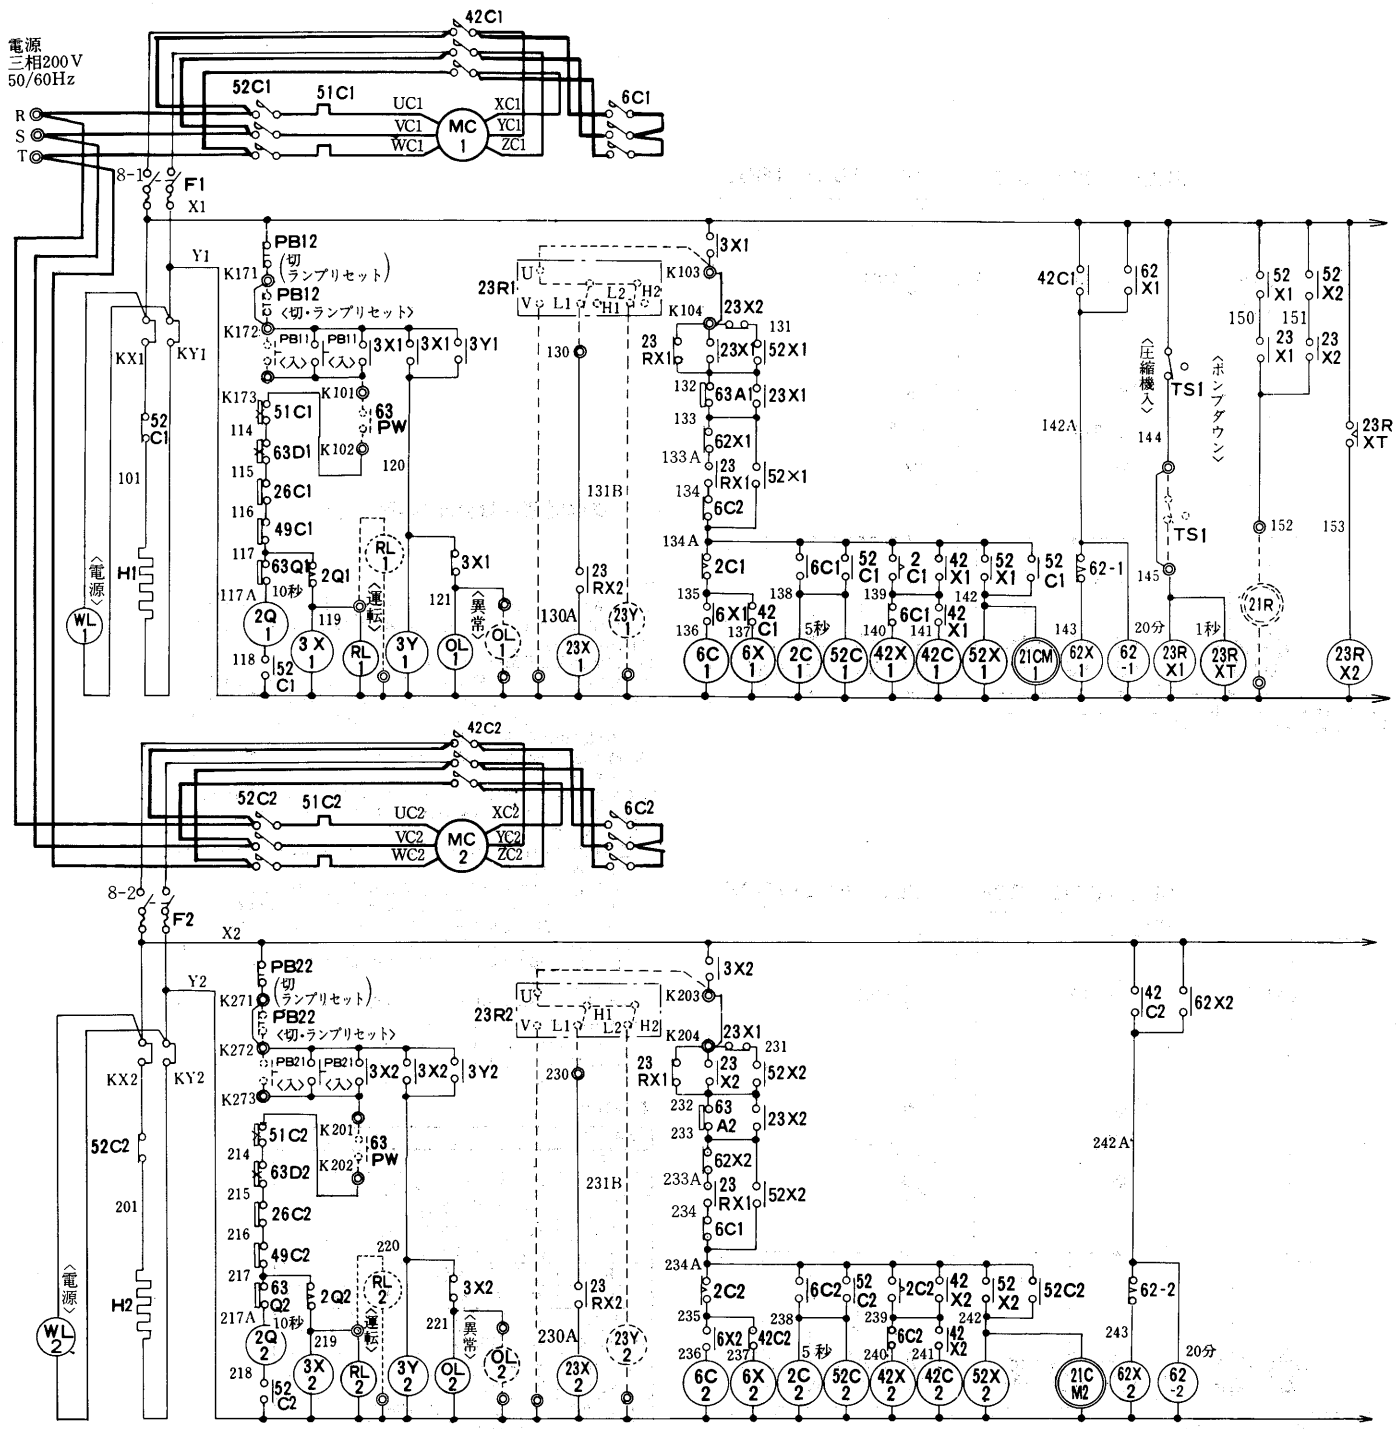 42C1
電源
三相200V
50/60Hz
52C1
51C1
6C1
R
S
T
UC1
VC1
WC1
MC
1
XC1
YC1
ZC1
8-1
F1
X1
Y1
PB12
(切
ランプリセット)
K171
PB12
〈切・ランプリセット〉
K172
PB11
〈入〉
PB11
〈入〉
3X1
3X1
3Y1
K173
K101
63
PW
K102
51C1
114
63D1
115
26C1
116
49C1
117
63Q1
10秒
117A
2Q1
2Q
1
118
52
C1
119
3X
1
RL
1
〈運転〉
RL
1
120
3Y
1
3X1
121
〈異常〉
OL
1
OL
1
KX1
KY1
52
C1
101
H1
〈電源〉
WL
1
23R1
U
V
L1
H1
L2
H2
130
131B
23
RX2
130A
23X
1
23Y
1
3X1
K103
K104
23X2
131
23
RX1
23X1
52X1
132
63A1
23X1
133
62X1
133A
23
RX1
52X1
134
6C2
134A
2C1
135
6X1
136
42
C1
137
6C
1
6X
1
6C1
138
52
C1
5秒
2C
1
52C
1
2
C1
42
X1
139
6C1
140
42
X1
141
42X
1
42C
1
52
X1
52
C1
142
52X
1
21CM
1
42C1
62
X1
142A
62-1
143
20分
62X
1
62
-1
〈圧縮機入〉
TS1
〈ポンプダウン〉
144
TS1
145
1秒
23R
X1
23R
XT
52
X1
52
X2
150
151
23
X1
23
X2
152
21R
23R
XT
153
23R
X2
42C2
52C2
51C2
6C2
UC2
VC2
WC2
MC
2
XC2
YC2
ZC2
8-2
F2
X2
Y2
PB22
(切
ランプリセット)
K271
PB22
〈切・ランプリセット〉
K272
PB21
〈入〉
PB21
〈入〉
3X2
3X2
3Y2
K273
K201
63
PW
K202
51C2
214
63D2
215
26C2
216
49C2
217
63
Q2
10秒
217A
2Q2
2Q
2
218
52
C2
219
3X
2
RL
2
〈運転〉
RL
2
220
3Y
2
3X2
221
〈異常〉
OL
2
OL
2
KX2
KY2
52C2
201
H2
〈電源〉
WL
2
23R2
U
V
L1
H1
L2
H2
230
231B
23
RX2
230A
23X
2
23Y
2
3X2
K203
K204
23X1
231
23
RX1
23
X2
52X2
232
63
A2
23X2
233
62X2
233A
23
RX1
52X2
234
6C1
234A
2C2
235
6X2
236
42C2
237
6C
2
6X
2
6C2
238
52
C2
5秒
2C
2
52C
2
2C2
42
X2
239
6C2
240
42
X2
241
42X
2
42C
2
52
X2
52C2
242
52X
2
21C
M2
42
C2
62X2
242A
62-2
243
20分
62X
2
62
-2